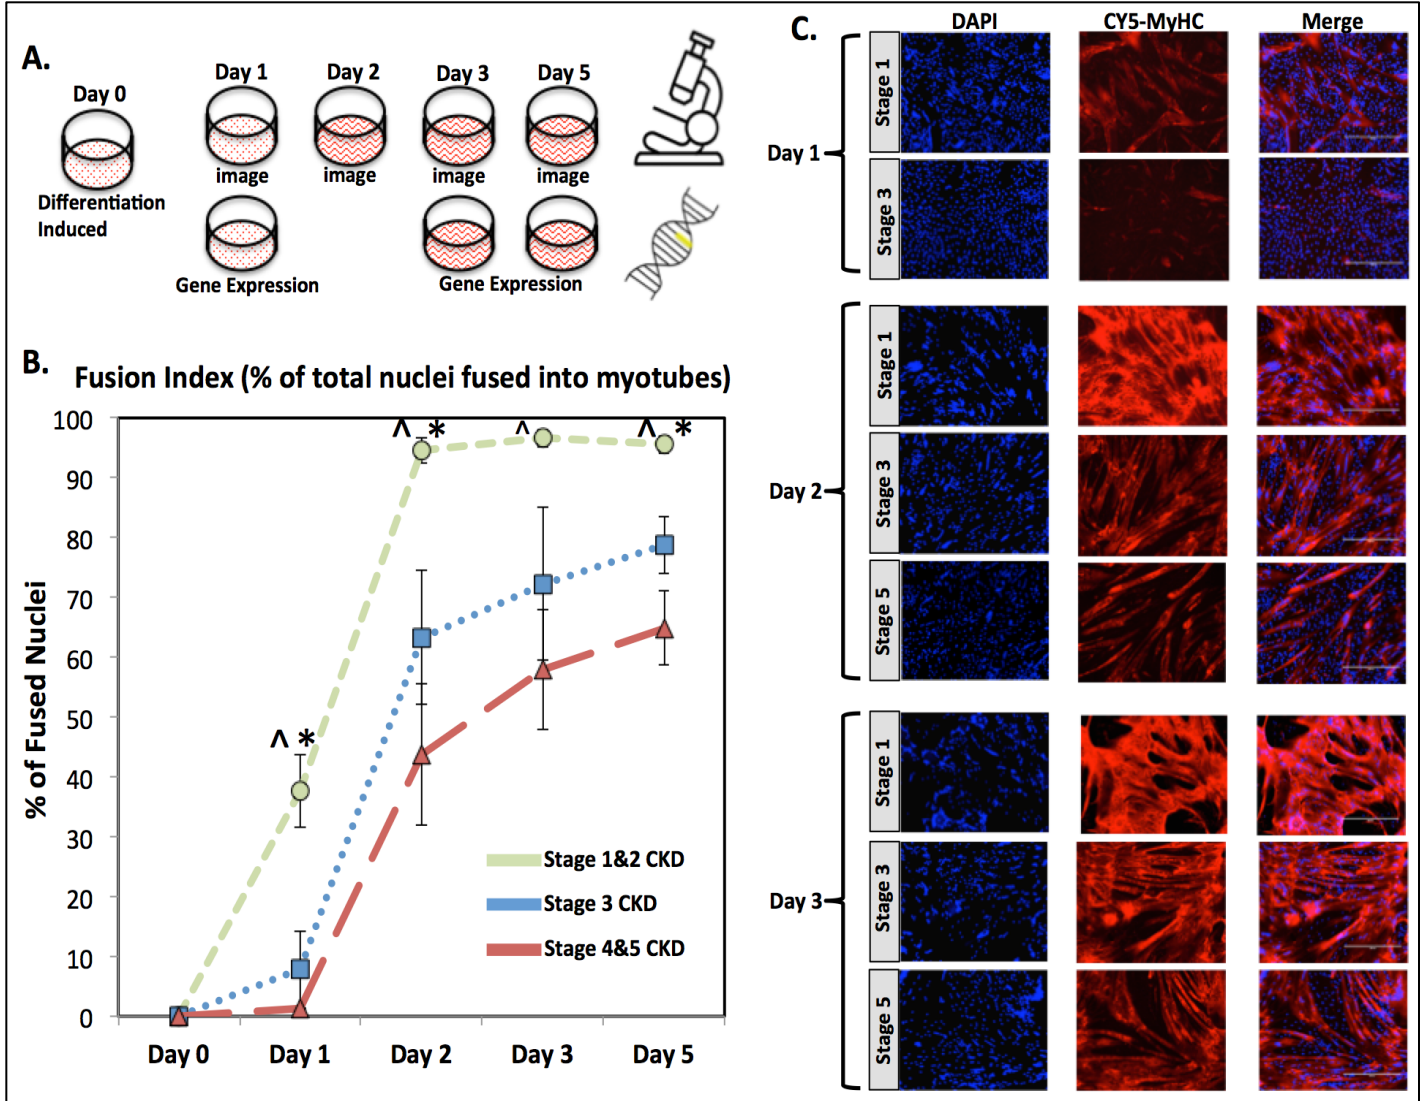 A.
Day 0
Differentiation
Induced
Day 1
Day 2
Day 3
Day 5
image
image
image
image
Gene Expression
Gene Expression
B.
Fusion Index (% of total nuclei fused into myotubes)
% of Fused Nuclei
100
90
80
70
60
50
40
30
20
10
0
^ *
^ *
^
^ *
Stage 1&2 CKD
Stage 3 CKD
Stage 4&5 CKD
Day 0
Day 1
Day 2
Day 3
Day 5
C.
DAPI
CY5-MyHC
Merge
Day 1
Stage 1
Stage 3
Day 2
Stage 1
Stage 3
Stage 5
Day 3
Stage 1
Stage 3
Stage 5